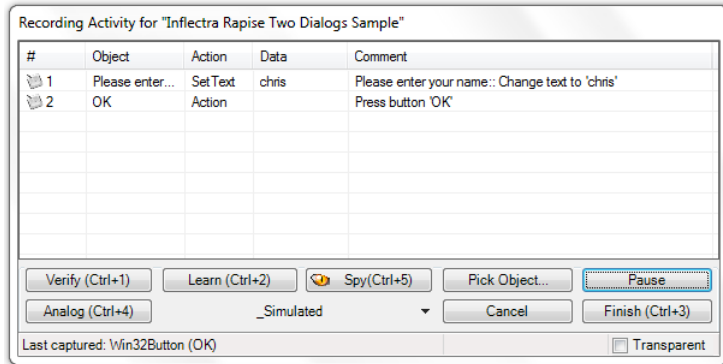 Recording Activity for "Inflectra Rapise Two Dialogs Sample"
# Object Action Data Comment
1 Please enter... SetText chris Please enter your name:: Change text to 'chris'
2 OK Action Press button 'OK'
Verify (Ctrl+1) Learn (Ctrl+2) Spy(Ctrl+5) Pick Object... Pause
Analog (Ctrl+4) _Simulated Cancel Finish (Ctrl+3)
Last captured: Win32Button (OK) Transparent